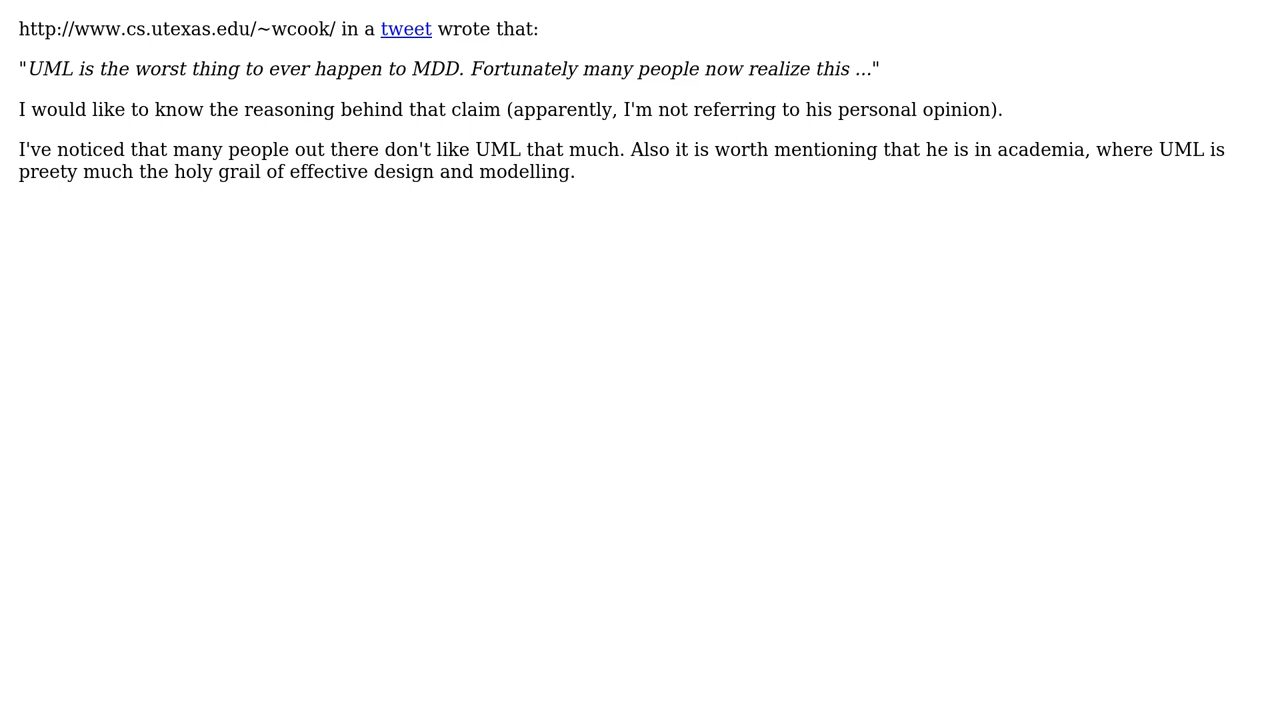 http://www.cs.utexas.edu/~wcook/ in a tweet wrote that:
"UML is the worst thing to ever happen to MDD. Fortunately many people now realize this ..."
I would like to know the reasoning behind that claim (apparently, I'm not referring to his personal opinion).
I've noticed that many people out there don't like UML that much. Also it is worth mentioning that he is in academia, where UML is
preety much the holy grail of effective design and modelling.